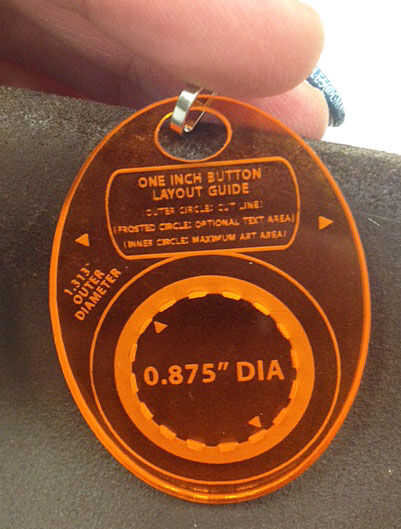 ONE INCH BUTTON
LAYOUT GUIDE
(OUTER CIRCLE: CUT LINE)
(FROSTED CIRCLE: OPTIONAL TEXT AREA)
(INNER CIRCLE: MAXIMUM ART AREA)
1.313"
OUTER
DIAMETER
0.875" DIA